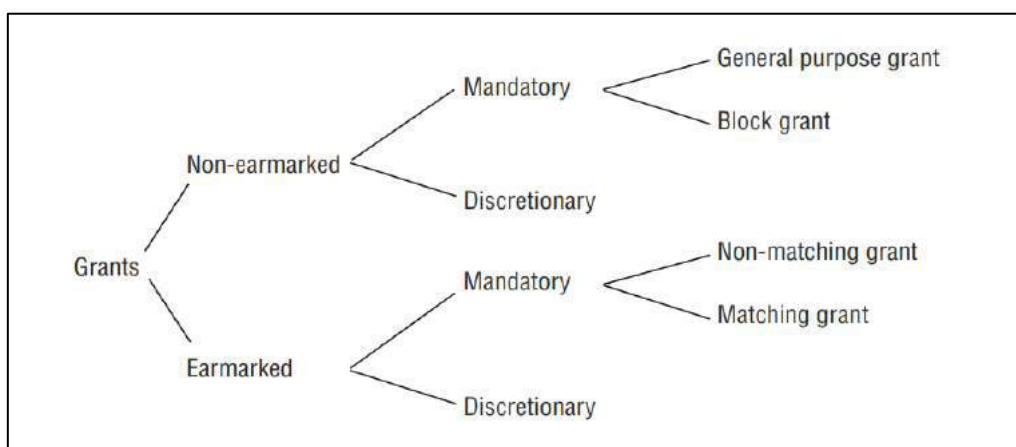 General purpose grant
Mandatory
Block grant
Non-earmarked
Discretionary
Non-matching grant
Grants
Mandatory
Matching grant
Earmarked
Discretionary